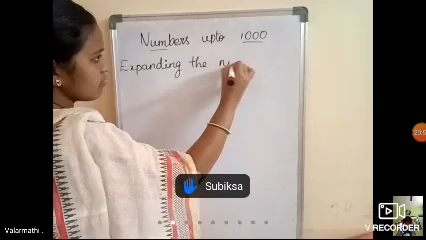 Numbers upto 1000
Expanding the
Subiksa
Valarmathi .
V RECORDER